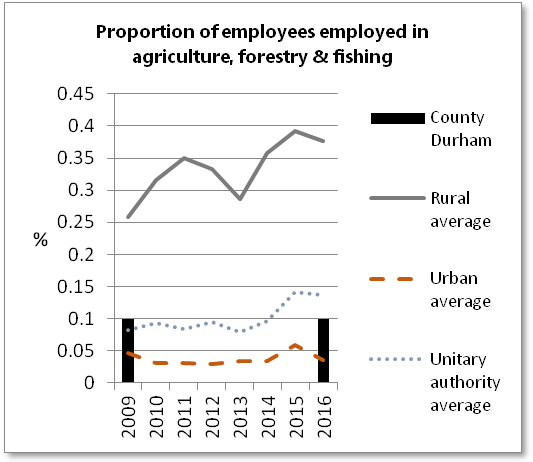 Proportion of employees employed in
agriculture, forestry & fishing
0.45
0.4
0.35
0.3
0.25
0.2
0.15
0.1
0.05
0
%
2009
2010
2011
2012
2013
2014
2015
2016
County
Durham
Rural
average
Urban
average
Unitary
authority
average